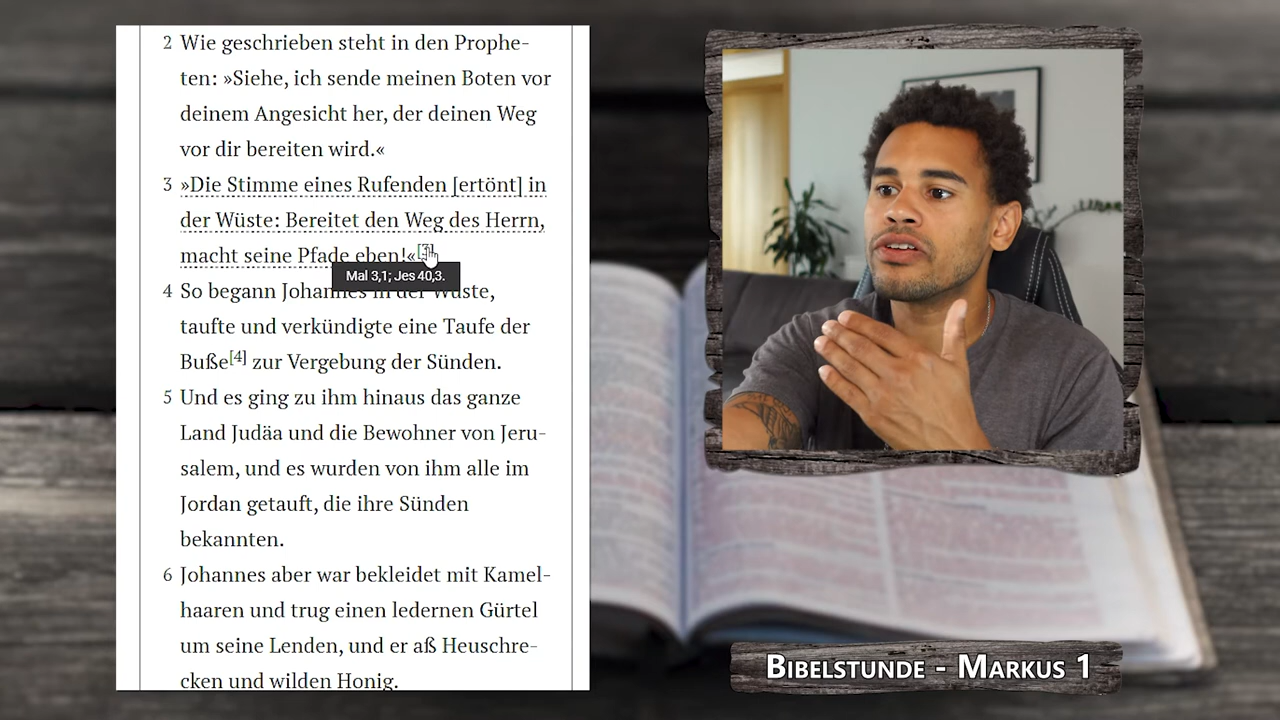 2 Wie geschrieben steht in den Prophe-
ten: »Siehe, ich sende meinen Boten vor
deinem Angesicht her, der deinen Weg
vor dir bereiten wird.«
3 »Die Stimme eines Rufenden [ertönt] in
der Wüste: Bereitet den Weg des Herrn,
macht seine Pfade eben!«[3]
Mal 3,1; Jes 40,3.
4 So begann Johannes in der Wüste,
taufte und verkündigte eine Taufe der
Buße[4] zur Vergebung der Sünden.
5 Und es ging zu ihm hinaus das ganze
Land Judäa und die Bewohner von Jeru-
salem, und es wurden von ihm alle im
Jordan getauft, die ihre Sünden
bekannten.
6 Johannes aber war bekleidet mit Kamel-
haaren und trug einen ledernen Gürtel
um seine Lenden, und er aß Heuschre-
cken und wilden Honig.
Bibelstunde - Markus 1